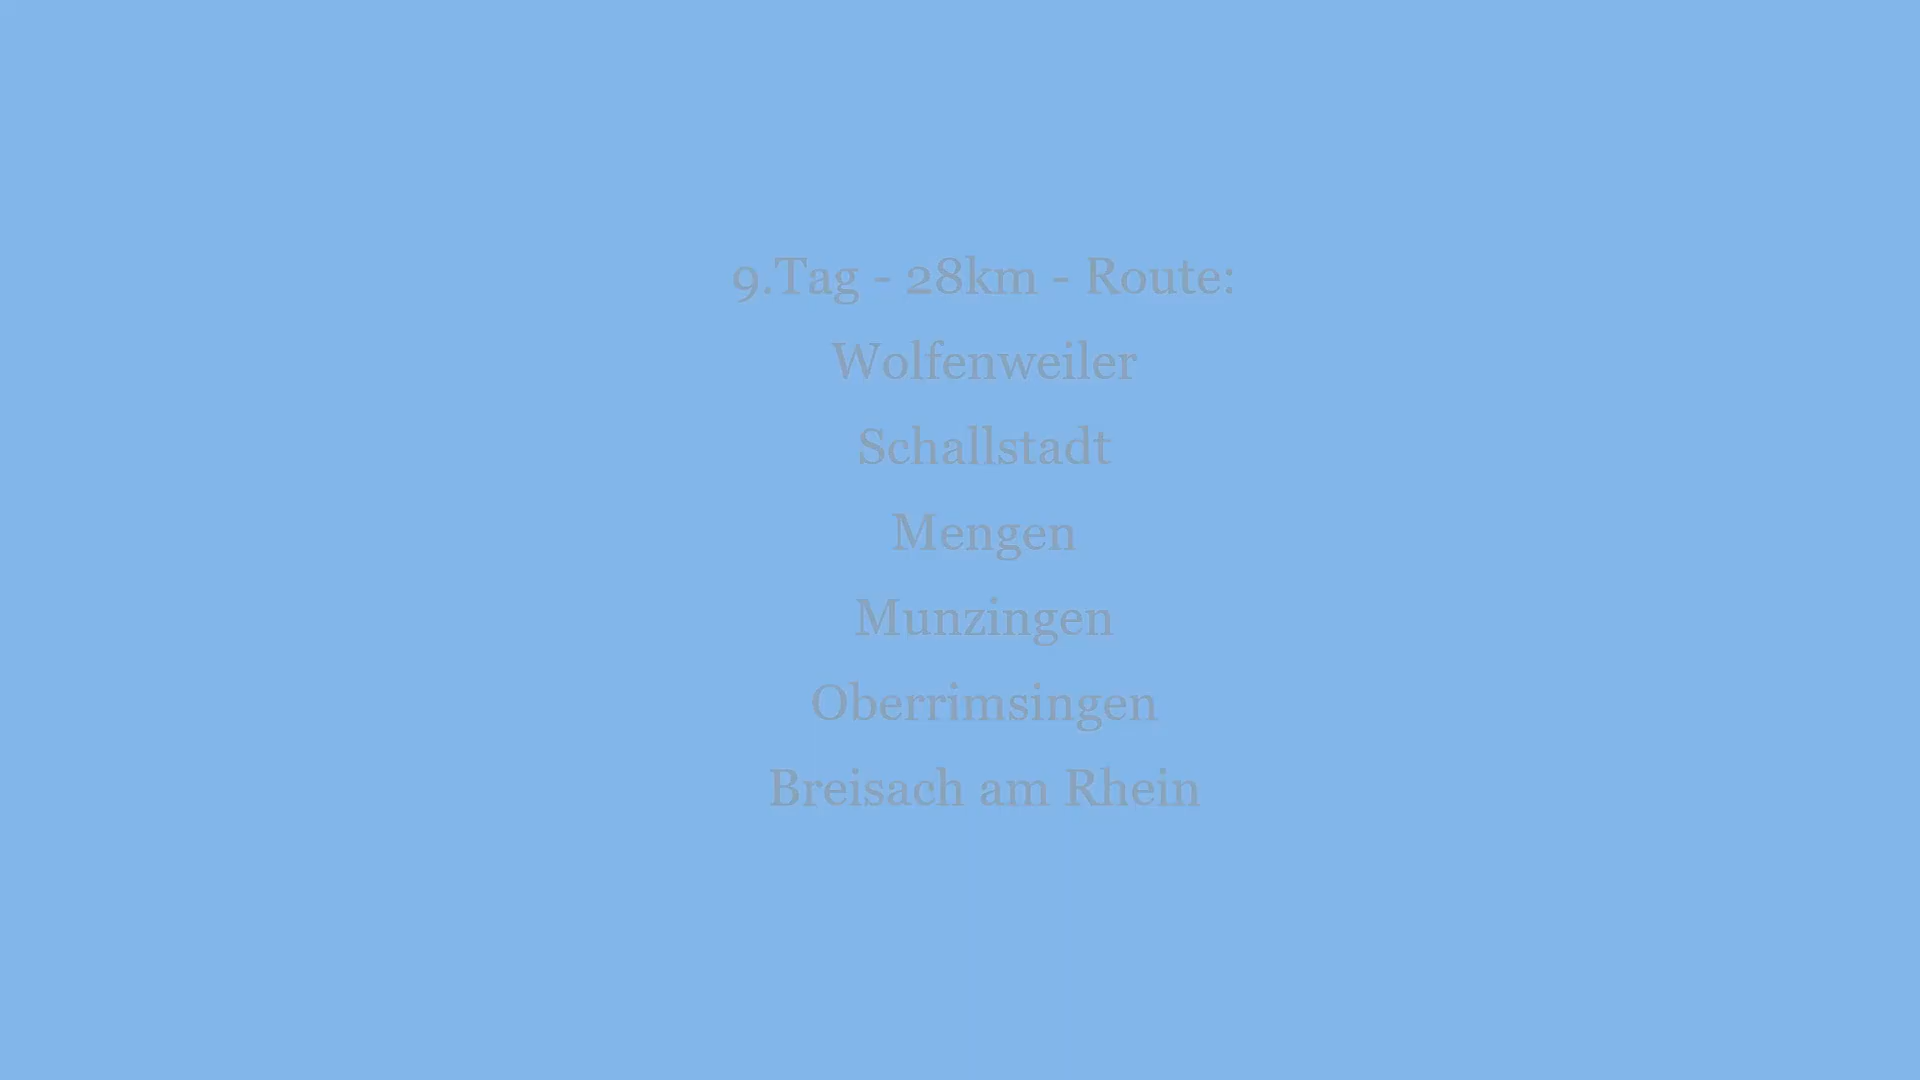 9.Tag - 28km - Route:
Wolfenweiler
Schallstadt
Mengen
Munzingen
Oberrimsingen
Breisach am Rhein